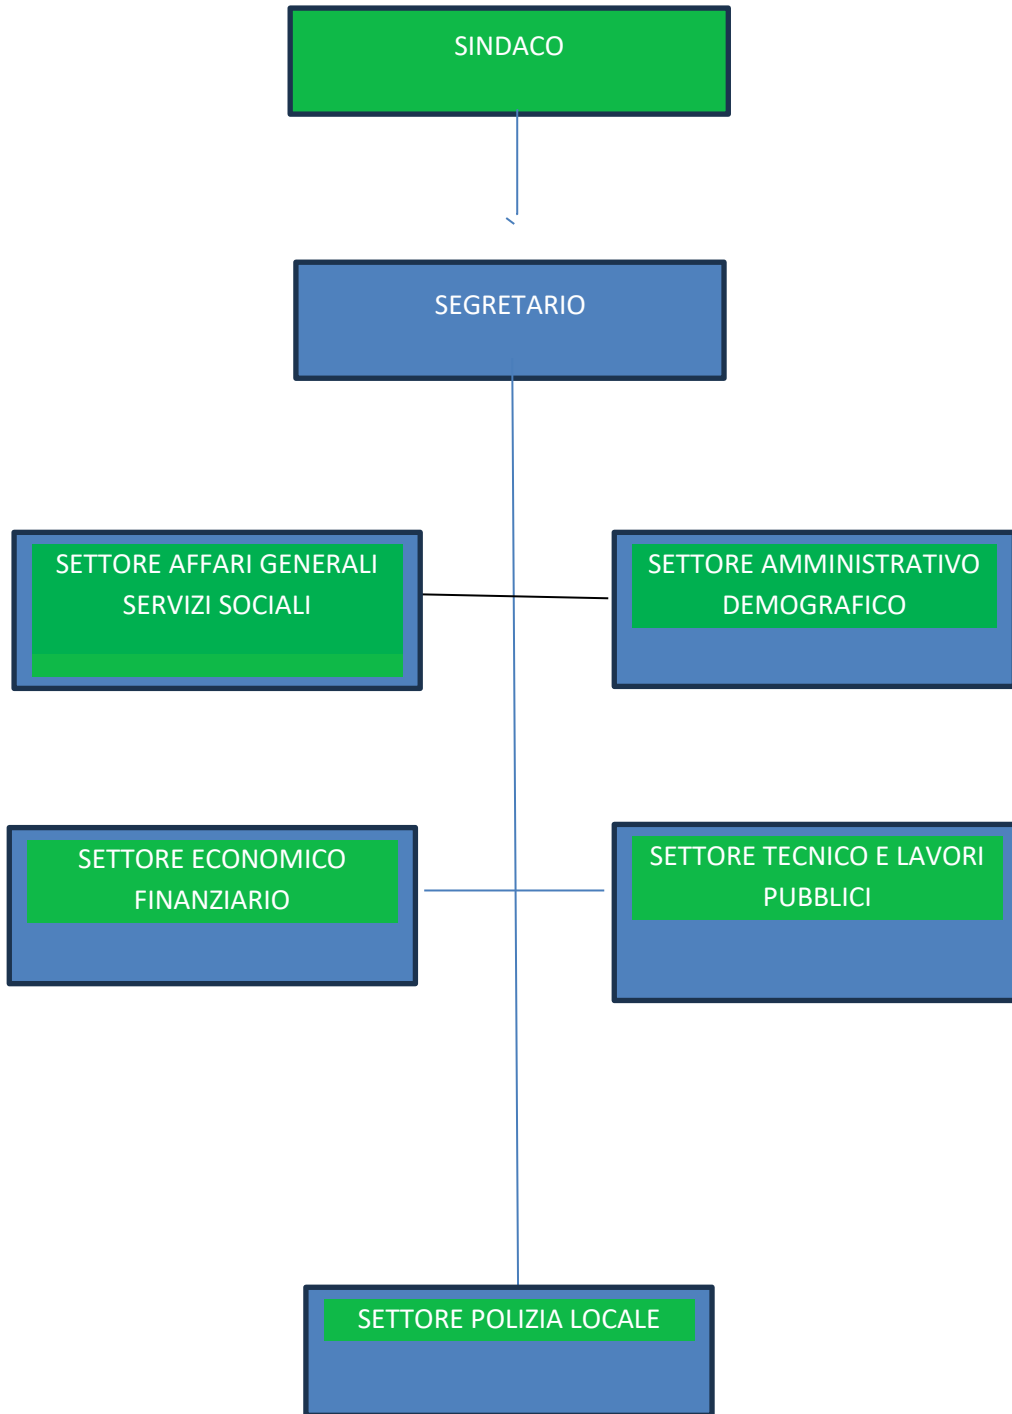 SINDACO
SEGRETARIO
SETTORE AFFARI GENERALI
SERVIZI SOCIALI
SETTORE AMMINISTRATIVO
DEMOGRAFICO
SETTORE ECONOMICO
FINANZIARIO
SETTORE TECNICO E LAVORI
PUBBLICI
SETTORE POLIZIA LOCALE